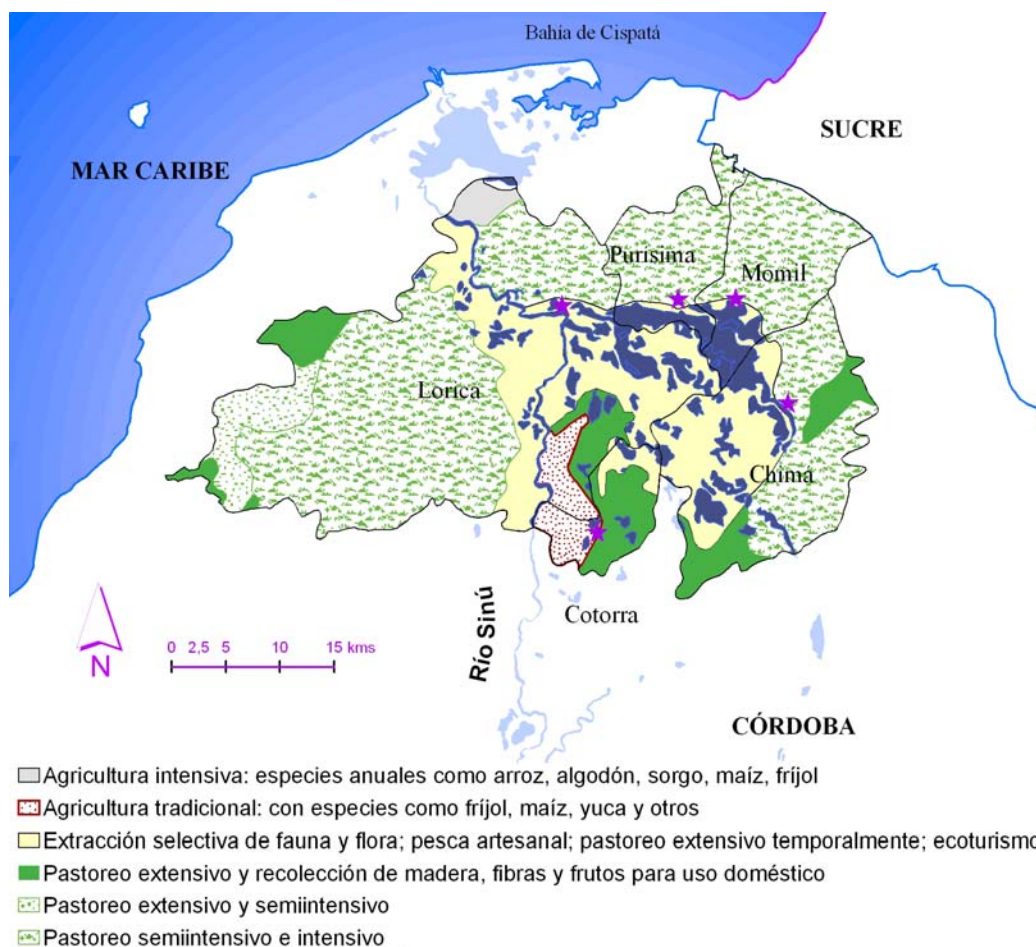 Bahía de Cispatá
SUCRE
MAR CARIBE
Purisima
Momil
Lorica
Chima
Río Sinú
Cotorra
N
0 2,5 5 10 15 kms
CÓRDOBA
Agricultura intensiva: especies anuales como arroz, algodón, sorgo, maíz, fríjol
Agricultura tradicional: con especies como fríjol, maíz, yuca y otros
Extracción selectiva de fauna y flora; pesca artesanal; pastoreo extensivo temporalmente; ecoturismo
Pastoreo extensivo y recolección de madera, fibras y frutos para uso doméstico
Pastoreo extensivo y semiintensivo
Pastoreo semiintensivo e intensivo